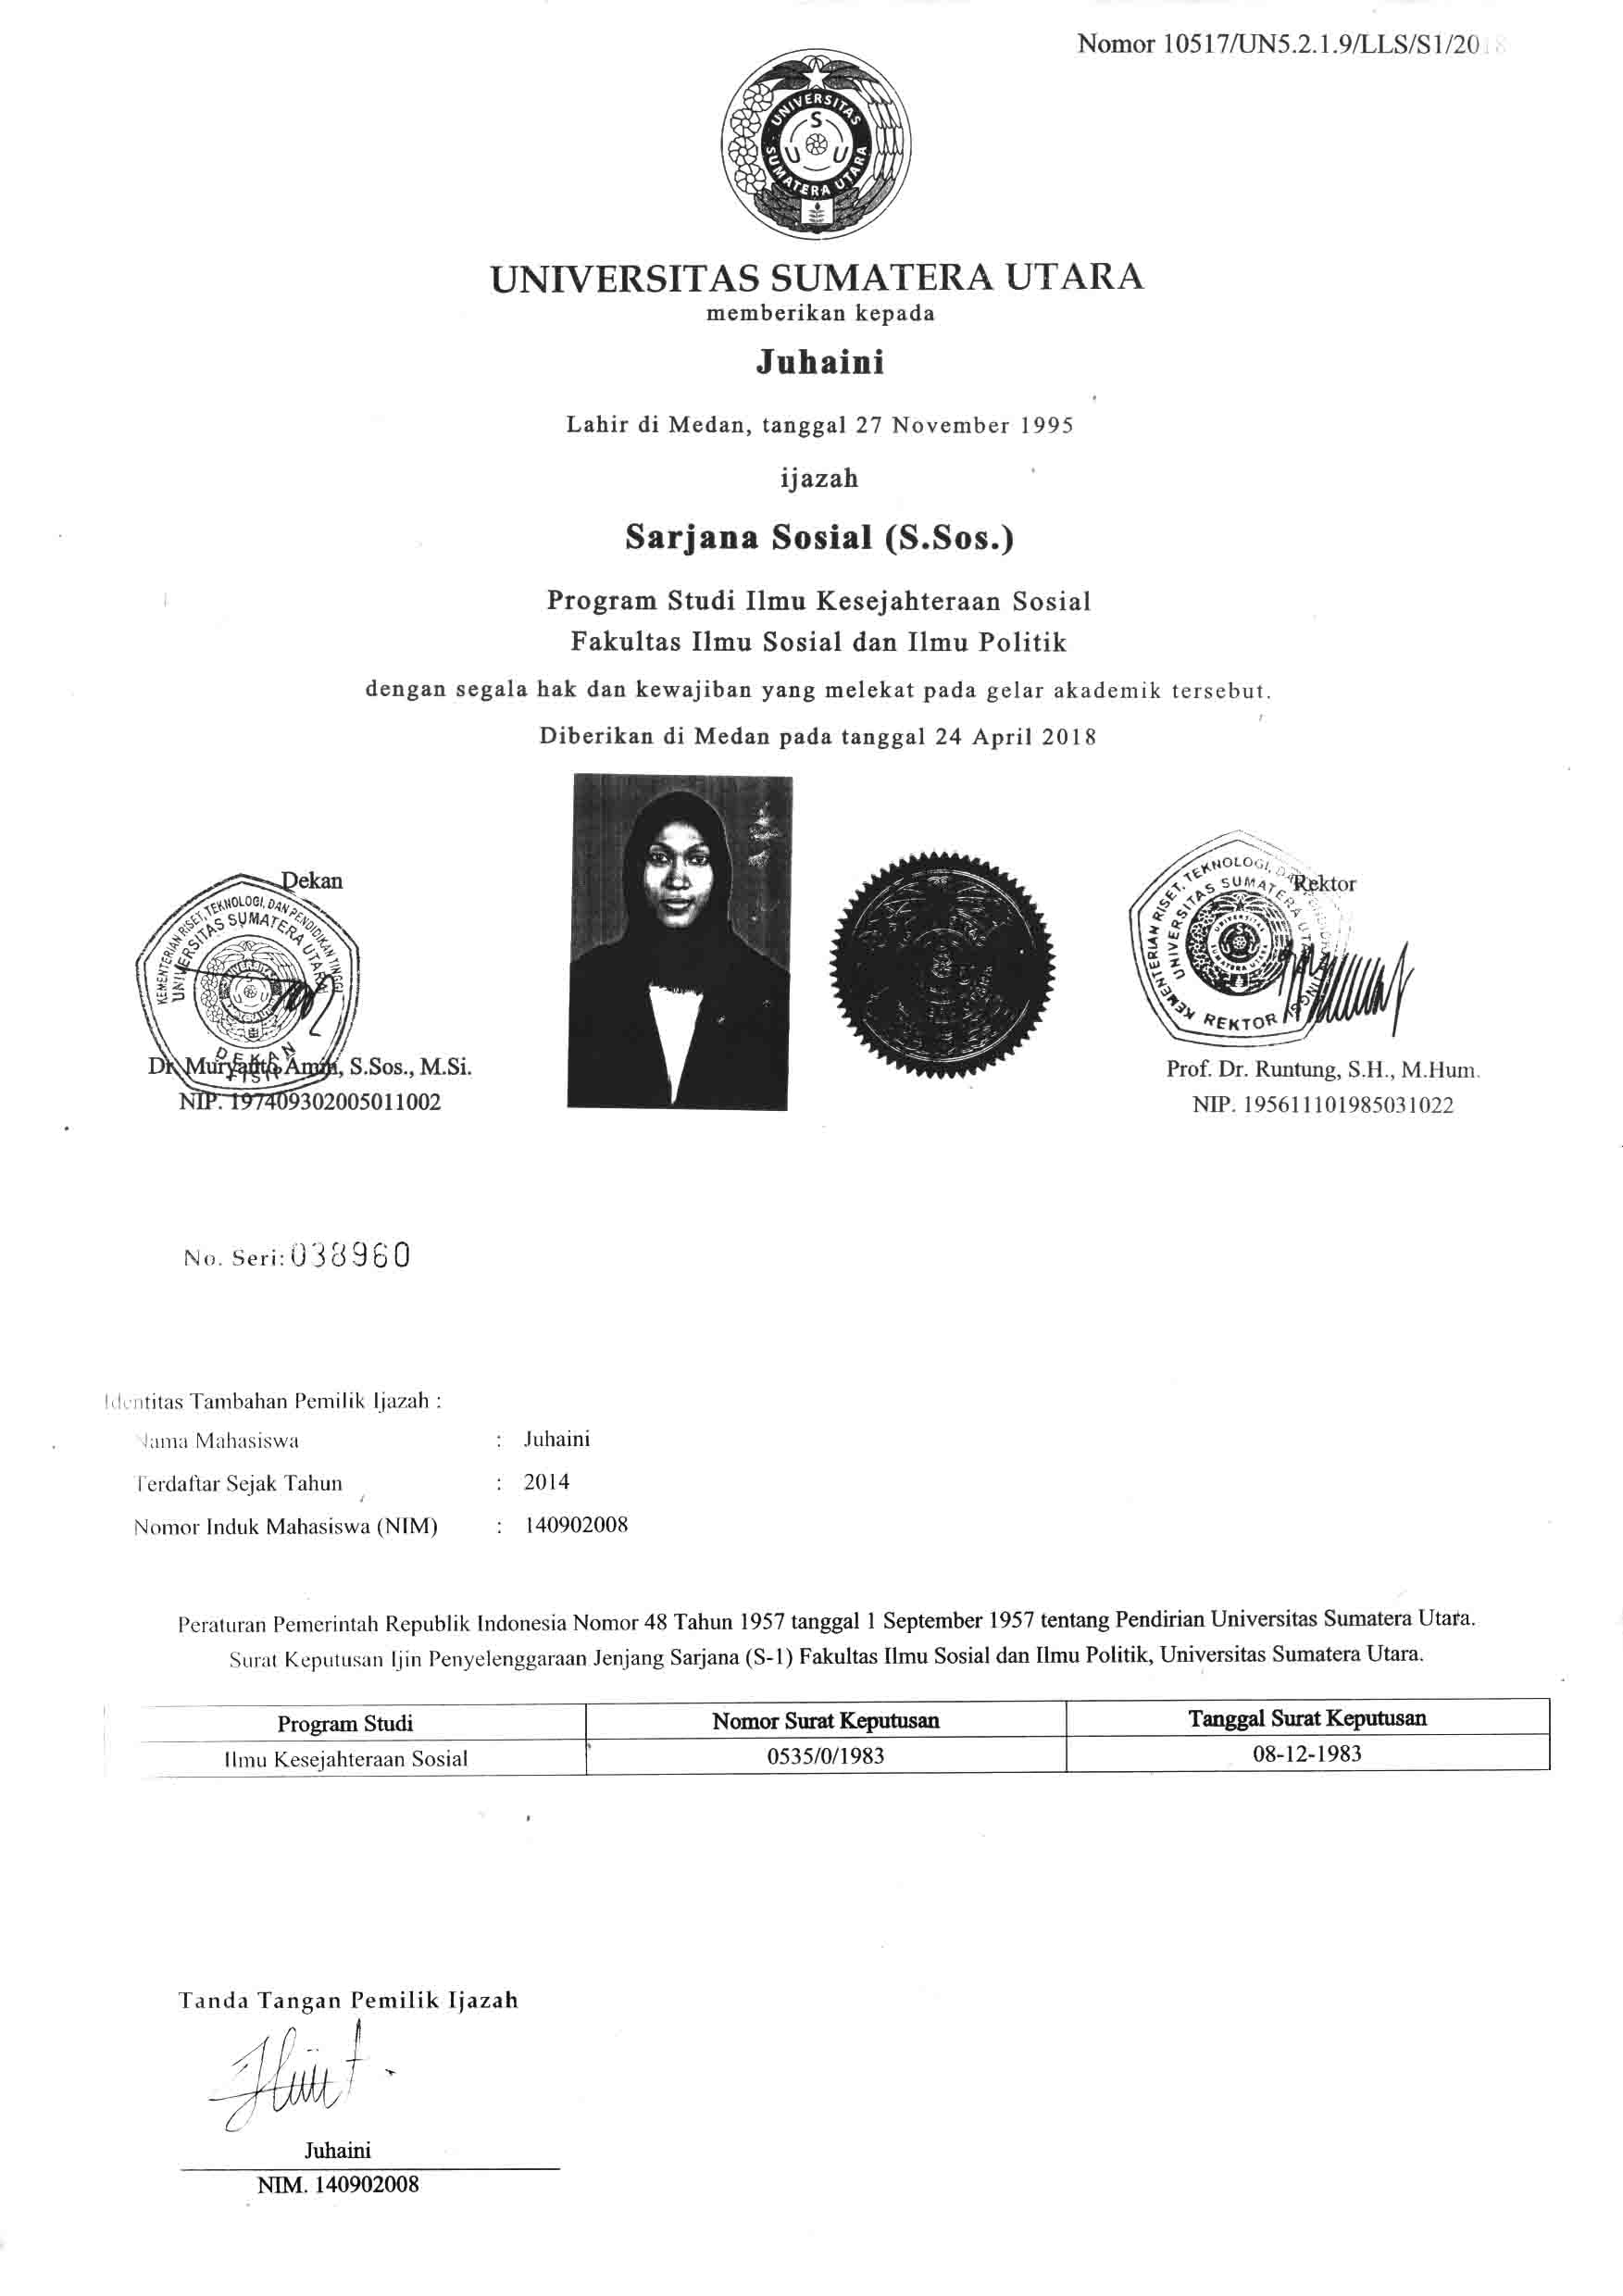 Nomor 10517/UN5.2.1.9/LLS/S1/2018
UNIVERSITAS SUMATERA UTARA
S U U
UNIVERSITAS SUMATERA UTARA
memberikan kepada
Juhaini
Lahir di Medan, tanggal 27 November 1995
ijazah
Sarjana Sosial (S.Sos.)
Program Studi Ilmu Kesejahteraan Sosial
Fakultas Ilmu Sosial dan Ilmu Politik
dengan segala hak dan kewajiban yang melekat pada gelar akademik tersebut.
Diberikan di Medan pada tanggal 24 April 2018
Dekan
KEMENTERIAN RISET, TEKNOLOGI, DAN PENDIDIKAN TINGGI
UNIVERSITAS SUMATERA UTARA
DEKAN
FISIP
Dr. Muryanto Amin, S.Sos., M.Si.
NIP. 197409302005011002
Rektor
KEMENTERIAN RISET, TEKNOLOGI, DAN PENDIDIKAN TINGGI
UNIVERSITAS SUMATERA UTARA
UNIVERSITAS SUMATERA UTARA
REKTOR
Prof. Dr. Runtung, S.H., M.Hum.
NIP. 195611101985031022
No. Seri: 038960
Identitas Tambahan Pemilik Ijazah :
Nama Mahasiswa : Juhaini
Terdaftar Sejak Tahun : 2014
Nomor Induk Mahasiswa (NIM) : 140902008
Peraturan Pemerintah Republik Indonesia Nomor 48 Tahun 1957 tanggal 1 September 1957 tentang Pendirian Universitas Sumatera Utara.
Surat Keputusan Ijin Penyelenggaraan Jenjang Sarjana (S-1) Fakultas Ilmu Sosial dan Ilmu Politik, Universitas Sumatera Utara.
Program Studi Nomor Surat Keputusan Tanggal Surat Keputusan
Ilmu Kesejahteraan Sosial 0535/0/1983 08-12-1983
Tanda Tangan Pemilik Ijazah
Juhaini
NIM. 140902008